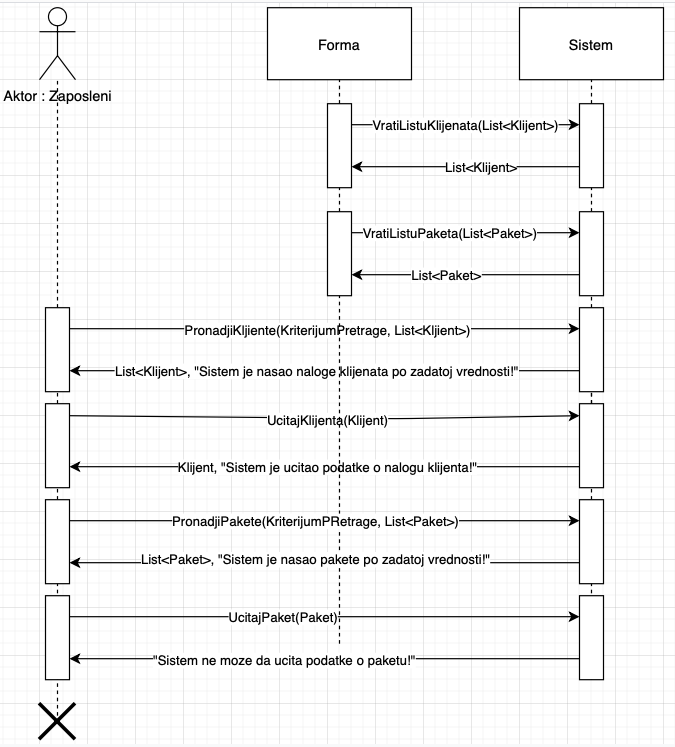 Forma
Sistem
Aktor : Zaposleni
VratiListuKlijenata(List<Klijent>)
List<Klijent>
VratiListuPaketa(List<Paket>)
List<Paket>
PronadjiKljiente(KriterijumPretrage, List<Kljient>)
List<Klijent>, "Sistem je nasao naloge klijenata po zadatoj vrednosti!"
UcitajKlijenta(Klijent)
Klijent, "Sistem je ucitao podatke o nalogu klijenta!"
PronadjiPakete(KriterijumPRetrage, List<Paket>)
List<Paket>, "Sistem je nasao pakete po zadatoj vrednosti!"
UcitajPaket(Paket)
"Sistem ne moze da ucita podatke o paketu!"